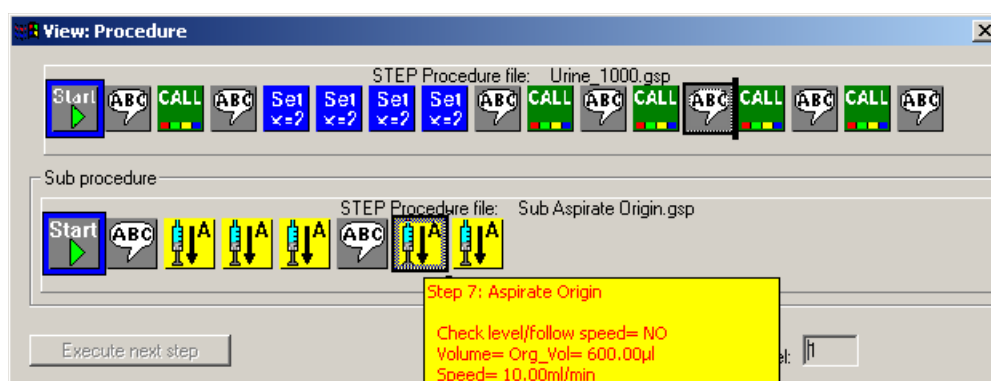 View: Procedure
STEP Procedure file: Urine_1000.gsp
Start ABC CALL ABC Set x=? Set x=? Set x=? Set x=? ABC CALL ABC CALL ABC CALL ABC CALL ABC
Sub procedure
STEP Procedure file: Sub Aspirate Origin.gsp
Start ABC A A A ABC A A
Step 7: Aspirate Origin
Check level/follow speed= NO
Execute next step
Volume= Org_Vol= 600.00µl
Speed= 10.00ml/min